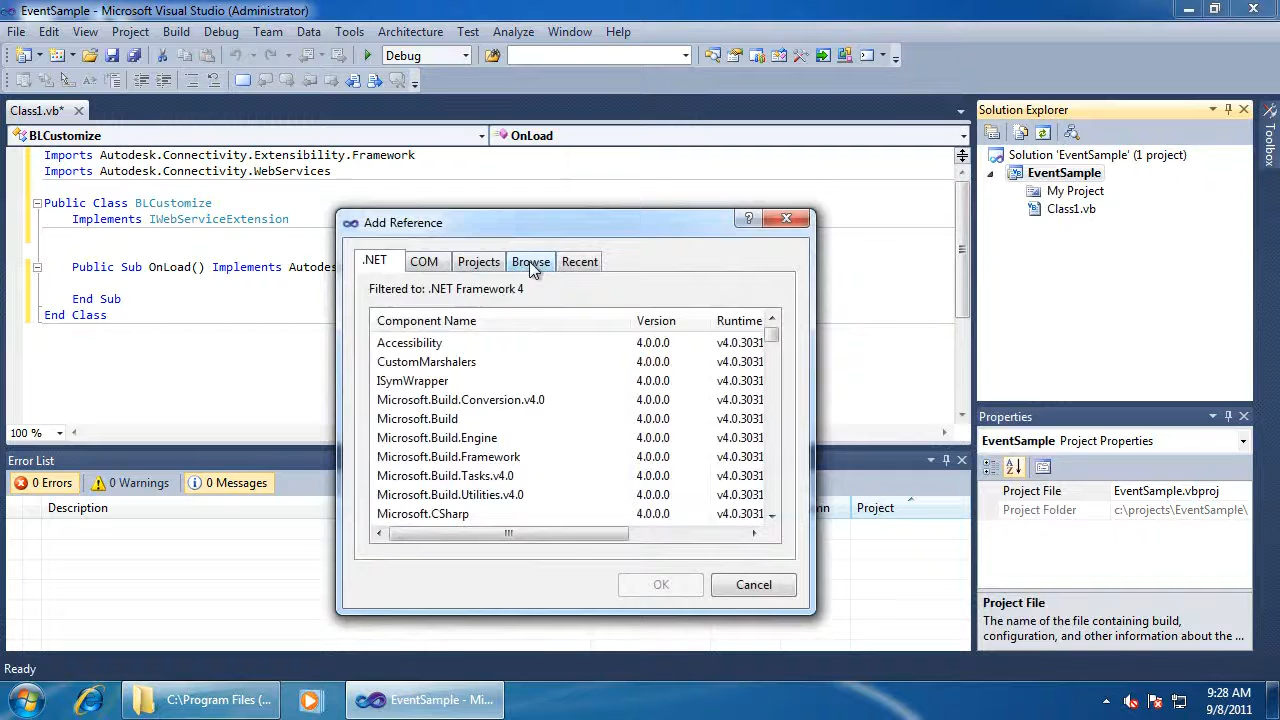 EventSample - Microsoft Visual Studio (Administrator)
File Edit View Project Build Debug Team Data Tools Architecture Test Analyze Window Help
Debug
Class1.vb*
BLCustomize OnLoad
Imports Autodesk.Connectivity.Extensibility.Framework
Imports Autodesk.Connectivity.WebServices
Public Class BLCustomize
Implements IWebServiceExtension
Public Sub OnLoad() Implements Autodes
End Sub
End Class
100 %
Add Reference
.NET COM Projects Browse Recent
Filtered to: .NET Framework 4
Component Name Version Runtime
Accessibility 4.0.0.0 v4.0.3031
CustomMarshalers 4.0.0.0 v4.0.3031
ISymWrapper 4.0.0.0 v4.0.3031
Microsoft.Build.Conversion.v4.0 4.0.0.0 v4.0.3031
Microsoft.Build 4.0.0.0 v4.0.3031
Microsoft.Build.Engine 4.0.0.0 v4.0.3031
Microsoft.Build.Framework 4.0.0.0 v4.0.3031
Microsoft.Build.Tasks.v4.0 4.0.0.0 v4.0.3031
Microsoft.Build.Utilities.v4.0 4.0.0.0 v4.0.3031
Microsoft.CSharp 4.0.0.0 v4.0.3031
OK Cancel
Solution Explorer
Solution 'EventSample' (1 project)
EventSample
My Project
Class1.vb
Toolbox
Properties
EventSample Project Properties
Project File EventSample.vbproj
Project Folder c:\projects\EventSample\
Project File
The name of the file containing build,
configuration, and other information about the ...
Error List
0 Errors 0 Warnings 0 Messages
Description mn Project
Ready
C:\Program Files (... EventSample - Mi...
9:28 AM
9/8/2011